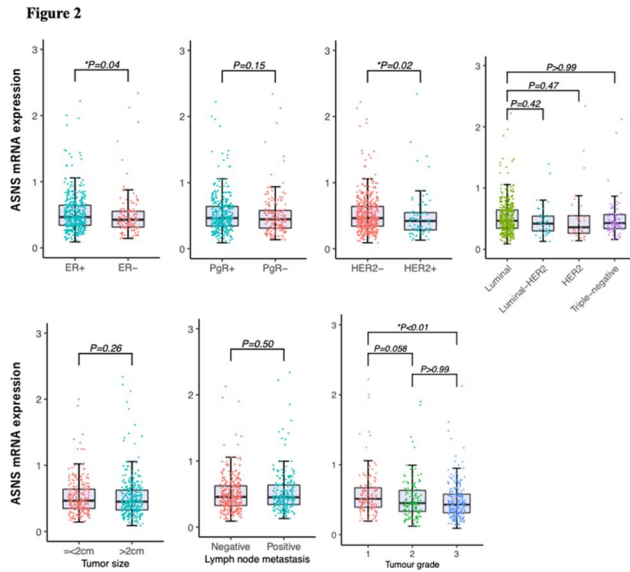 Figure 2
ASNS mRNA expression
3
2
1
0
*P=0.04
ER+ ER−
3
2
1
0
P=0.15
PgR+ PgR−
3
2
1
0
*P=0.02
HER2− HER2+
3
2
1
0
P>0.99
P=0.47
P=0.42
Luminal
Luminal−HER2
HER2
Triple−negative
ASNS mRNA expression
3
2
1
0
P=0.26
=<2cm >2cm
Tumor size
3
2
1
0
P=0.50
Negative Positive
Lymph node metastasis
3
2
1
0
*P<0.01
P=0.058
P>0.99
1 2 3
Tumour grade